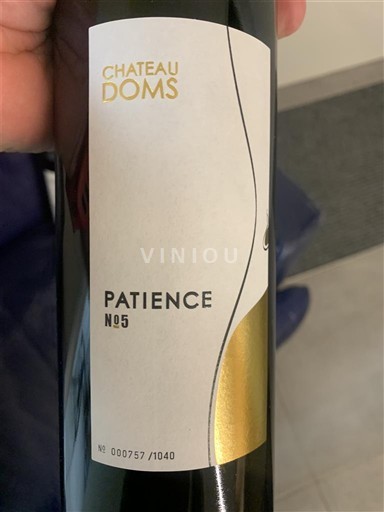 CHATEAU
DOMS
VINIOU
PATIENCE
Nº5
Nº 000757 /1040